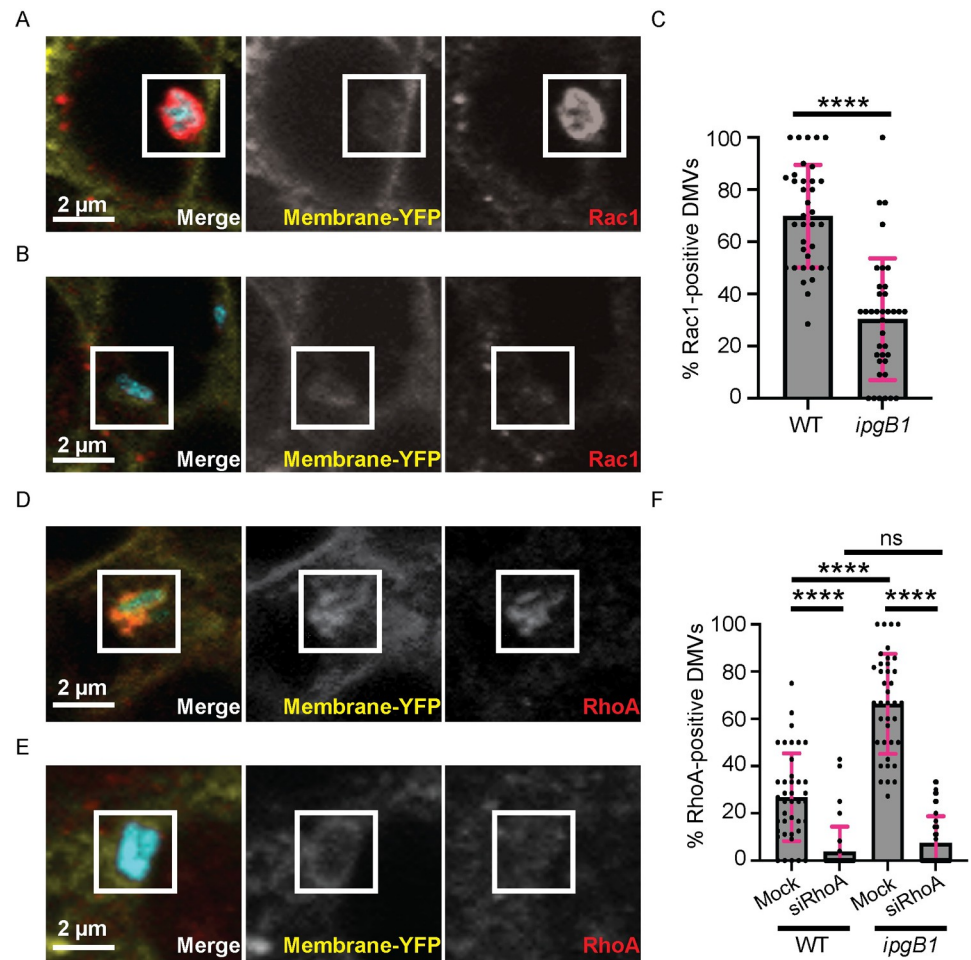 A
2 µm
Merge
Membrane-YFP
Rac1
B
2 µm
Merge
Membrane-YFP
Rac1
C
****
100
80
60
40
20
0
% Rac1-positive DMVs
WT
ipgB1
D
2 µm
Merge
Membrane-YFP
RhoA
E
2 µm
Merge
Membrane-YFP
RhoA
F
ns
****
**** ****
100
80
60
40
20
0
% RhoA-positive DMVs
Mock siRhoA Mock siRhoA
WT ipgB1